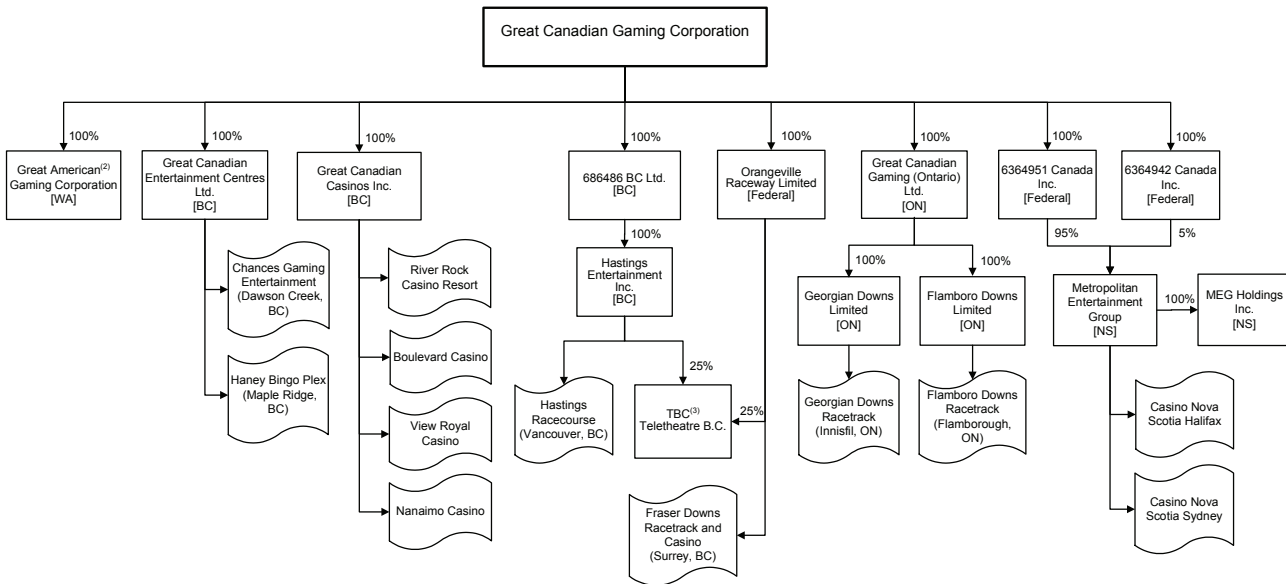 Great Canadian Gaming Corporation
100%
100%
100%
100%
100%
100%
100%
100%
Great American(2)
Gaming Corporation
[WA]
Great Canadian
Entertainment Centres
Ltd.
[BC]
Great Canadian
Casinos Inc.
[BC]
686486 BC Ltd.
[BC]
Orangeville
Raceway Limited
[Federal]
Great Canadian
Gaming (Ontario)
Ltd.
[ON]
6364951 Canada
Inc.
[Federal]
6364942 Canada
Inc.
[Federal]
100%
95%
5%
Chances Gaming
Entertainment
(Dawson Creek,
BC)
Haney Bingo Plex
(Maple Ridge,
BC)
River Rock
Casino Resort
Boulevard Casino
View Royal
Casino
Nanaimo Casino
Hastings
Entertainment
Inc.
[BC]
25%
Hastings
Racecourse
(Vancouver, BC)
TBC(3)
Teletheatre B.C.
25%
Fraser Downs
Racetrack and
Casino
(Surrey, BC)
100%
100%
Georgian Downs
Limited
[ON]
Flamboro Downs
Limited
[ON]
Georgian Downs
Racetrack
(Innisfil, ON)
Flamboro Downs
Racetrack
(Flamborough,
ON)
Metropolitan
Entertainment
Group
[NS]
100%
MEG Holdings
Inc.
[NS]
Casino Nova
Scotia Halifax
Casino Nova
Scotia Sydney